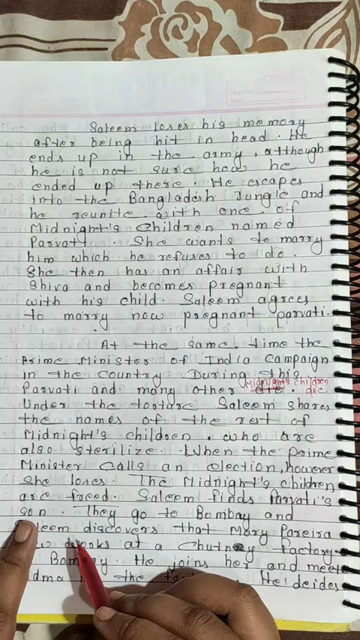 Saleem loses his memory
after being hit in head. He
ends up in the army, although
he is not sure how he
ended up there. He escapes
into the Bangladesh Jungle and
he reunite with one of
Midnight's Children named
Parvati. She wants to marry
him which he refuses to do.
She then has an affair with
Shiva and becomes pregnant
with his child. Saleem agrees
to marry now pregnant parvati.
At the same time the
Prime Minister of India campaign
in the country. During this
Parvati and many other Midnight's children die.
Under the torture Saleem shares
the names of the rest of
Midnight's children. who are
also sterilize. When the prime
Minister calls an election, however
she loses. The Midnight's children
are freed. Saleem finds Parvati's
son. They go to Bombay and
Saleem discovers that Mary Pareira
works at a Chutney factory
Bombay. He joins her and meet
the He deides